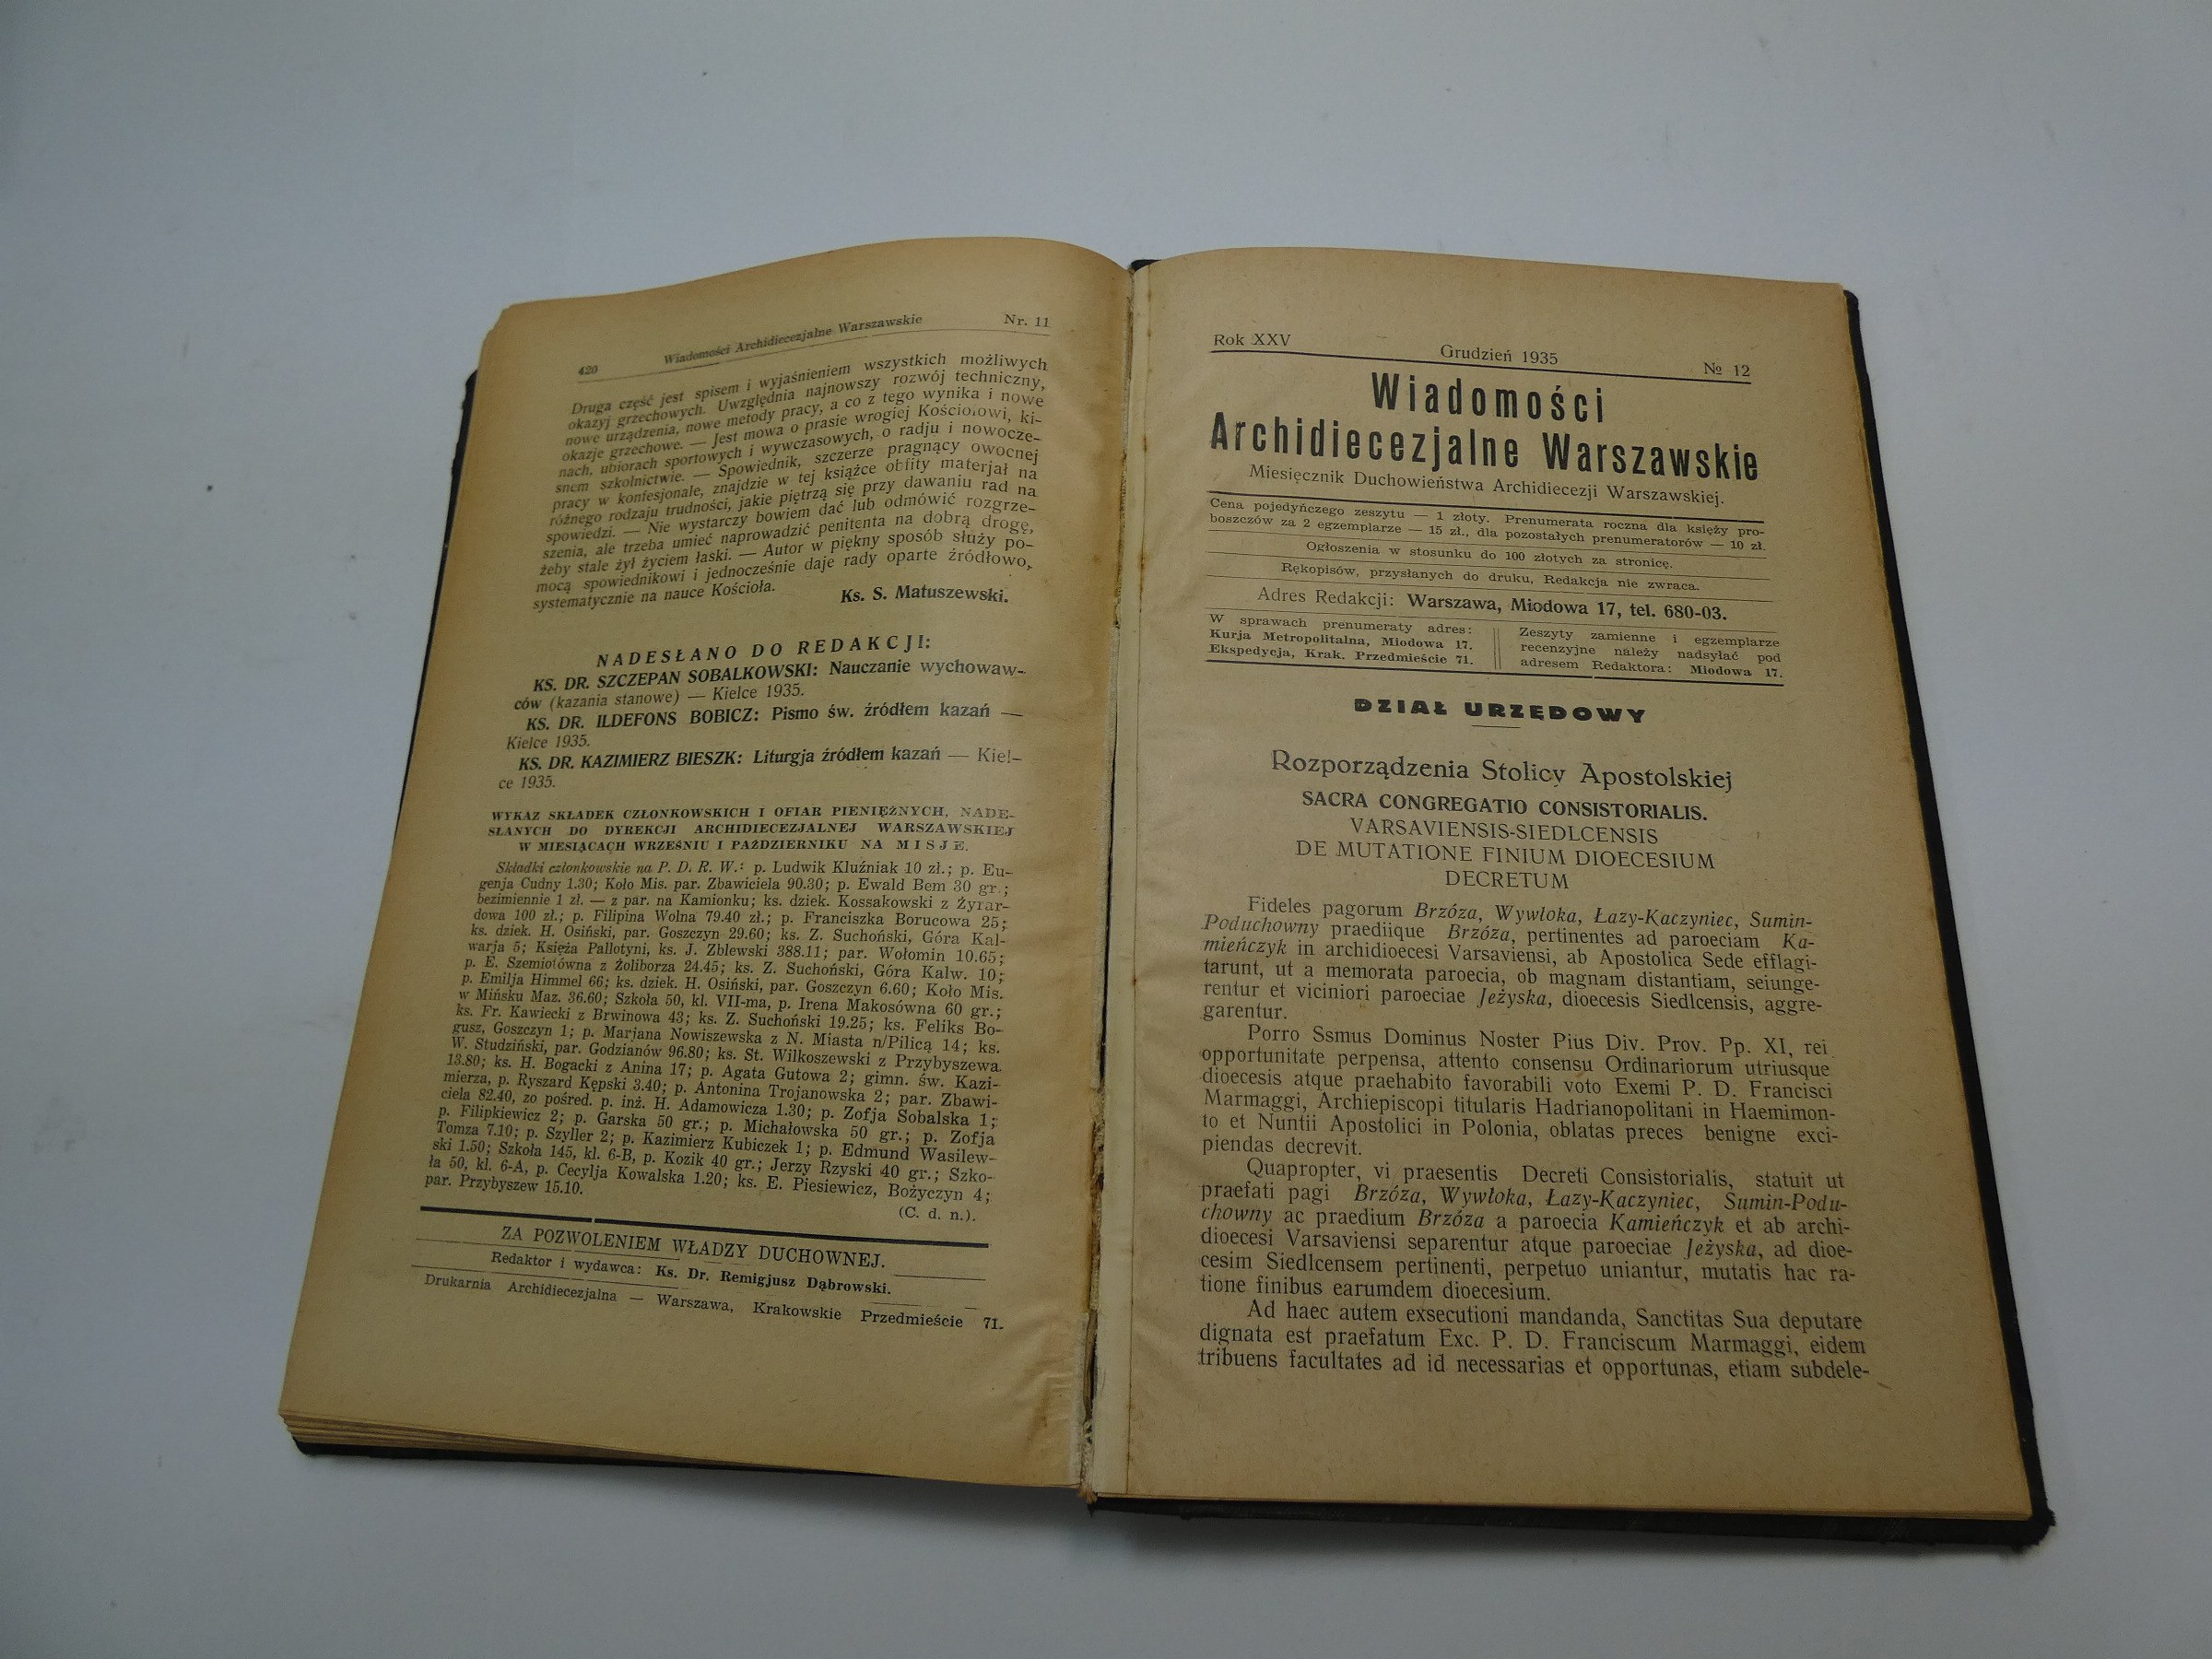 420 Wiadomości Archidiecezjalne Warszawskie Nr. 11
Druga część jest spisem i wyjaśnieniem wszystkich możliwych
okazyj grzechowych. Uwzględnia najnowszy rozwój techniczny,
nowe urządzenia, nowe metody pracy, a co z tego wynika i nowe
okazje grzechowe. — Jest mowa o prasie wrogiej Kościołowi, ki-
nach, ubiorach sportowych i wywczasowych, o radju i nowocze-
snem szkolnictwie. — Spowiednik, szczerze pragnący owocnej
pracy w konfesjonale, znajdzie w tej książce obfity materjał na
różnego rodzaju trudności, jakie piętrzą się przy dawaniu rad na
spowiedzi. — Nie wystarczy bowiem dać lub odmówić rozgrze-
szenia, ale trzeba umieć naprowadzić penitenta na dobrą drogę,
żeby stale żył życiem łaski. — Autor w piękny sposób służy po-
mocą spowiednikowi i jednocześnie daje rady oparte źródłowo,
systematycznie na nauce Kościoła.
Ks. S. Matuszewski.
NADESŁANO DO REDAKCJI:
KS. DR. SZCZEPAN SOBALKOWSKI: Nauczanie wychowaw-
ców (kazania stanowe) — Kielce 1935.
KS. DR. ILDEFONS BOBICZ: Pismo św. źródłem kazań —
Kielce 1935.
KS. DR. KAZIMIERZ BIESZK: Liturgja źródłem kazań — Kiel-
ce 1935.
WYKAZ SKŁADEK CZŁONKOWSKICH I OFIAR PIENIĘŻNYCH, NADE-
SŁANYCH DO DYREKCJI ARCHIDIECEZJALNEJ WARSZAWSKIEJ
W MIESIĄCACH WRZEŚNIU I PAŹDZIERNIKU NA MISJE.
Składki członkowskie na P. D. R. W.: p. Ludwik Kluźniak 10 zł.; p. Eu-
genja Cudny 1.30; Koło Mis. par. Zbawiciela 90.30; p. Ewald Bem 30 gr.;
bezimiennie 1 zł. — z par. na Kamionku; ks. dziek. Kossakowski z Żyrar-
dowa 100 zł.; p. Filipina Wolna 79.40 zł.; p. Franciszka Borucowa 25;
ks. dziek. H. Osiński, par. Goszczyn 29.60; ks. Z. Suchoński, Góra Kal-
warja 5; Księża Pallotyni, ks. J. Zblewski 388.11; par. Wołomin 10.65;
p. E. Szemiotówna z Żoliborza 24.45; ks. Z. Suchoński, Góra Kalw. 10;
p. Emilja Himmel 66; ks. dziek. H. Osiński, par. Goszczyn 6.60; Koło Mis.
w Mińsku Maz. 36.60; Szkoła 50, kl. VII-ma, p. Irena Makosówna 60 gr.;
ks. Fr. Kawiecki z Brwinowa 43; ks. Z. Suchoński 19.25; ks. Feliks Bo-
gusz, Goszczyn 1; p. Marjana Nowiszewska z N. Miasta n/Pilicą 14; ks.
W. Studziński, par. Godzianów 96.80; ks. St. Wilkoszewski z Przybyszewa
13.80; ks. H. Bogacki z Anina 17; p. Agata Gutowa 2; gimn. św. Kazi-
mierza, p. Ryszard Kępski 3.40; p. Antonina Trojanowska 2; par. Zbawi-
ciela 82.40, zo pośred. p. inż. H. Adamowicza 1.30; p. Zofja Sobalska 1;
p. Filipkiewicz 2; p. Garska 50 gr.; p. Michałowska 50 gr.; p. Zofja
Tomza 7.10; p. Szyller 2; p. Kazimierz Kubiczek 1; p. Edmund Wasilew-
ski 1.50; Szkoła 145, kl. 6-B, p. Kozik 40 gr.; Jerzy Rzyski 40 gr.; Szko-
ła 50, kl. 6-A, p. Cecylja Kowalska 1.20; ks. E. Piesiewicz, Bożyczyn 4;
par. Przybyszew 15.10.
(C. d. n.).
ZA POZWOLENIEM WŁADZY DUCHOWNEJ.
Redaktor i wydawca: Ks. Dr. Remigjusz Dąbrowski.
Drukarnia Archidiecezjalna — Warszawa, Krakowskie Przedmieście 71.
Rok XXV Grudzień 1935 № 12
Wiadomości
Archidiecezjalne Warszawskie
Miesięcznik Duchowieństwa Archidiecezji Warszawskiej.
Cena pojedyńczego zeszytu — 1 złoty. Prenumerata roczna dla księży pro-
boszczów za 2 egzemplarze — 15 zł., dla pozostałych prenumeratorów — 10 zł.
Ogłoszenia w stosunku do 100 złotych za stronicę.
Rękopisów, przysłanych do druku, Redakcja nie zwraca.
Adres Redakcji: Warszawa, Miodowa 17, tel. 680-03.
W sprawach prenumeraty adres:
Kurja Metropolitalna, Miodowa 17.
Ekspedycja, Krak. Przedmieście 71.
Zeszyty zamienne i egzemplarze
recenzyjne należy nadsyłać pod
adresem Redaktora: Miodowa 17.
DZIAŁ URZĘDOWY
Rozporządzenia Stolicy Apostolskiej
SACRA CONGREGATIO CONSISTORIALIS.
VARSAVIENSIS-SIEDLCENSIS
DE MUTATIONE FINIUM DIOECESIUM
DECRETUM
Fideles pagorum Brzóza, Wywłoka, Łazy-Kaczyniec, Sumin-
Poduchowny praediique Brzóza, pertinentes ad paroeciam Ka-
mieńczyk in archidioecesi Varsaviensi, ab Apostolica Sede efflagi-
tarunt, ut a memorata paroecia, ob magnam distantiam, seiunge-
rentur et viciniori paroeciae Jeżyska, dioecesis Siedlcensis, aggre-
garentur.
Porro Ssmus Dominus Noster Pius Div. Prov. Pp. XI, rei
opportunitate perpensa, attento consensu Ordinariorum utriusque
dioecesis atque praehabito favorabili voto Exemi P. D. Francisci
Marmaggi, Archiepiscopi titularis Hadrianopolitani in Haemimon-
to et Nuntii Apostolici in Polonia, oblatas preces benigne exci-
piendas decrevit.
Quapropter, vi praesentis Decreti Consistorialis, statuit ut
praefati pagi Brzóza, Wywłoka, Łazy-Kaczyniec, Sumin-Podu-
chowny ac praedium Brzóza a paroecia Kamieńczyk et ab archi-
dioecesi Varsaviensi separentur atque paroeciae Jeżyska, ad dioe-
cesim Siedlcensem pertinenti, perpetuo uniantur, mutatis hac ra-
tione finibus earumdem dioecesium.
Ad haec autem exsecutioni mandanda, Sanctitas Sua deputare
dignata est praefatum Exc. P. D. Franciscum Marmaggi, eidem
tribuens facultates ad id necessarias et opportunas, etiam subdele-